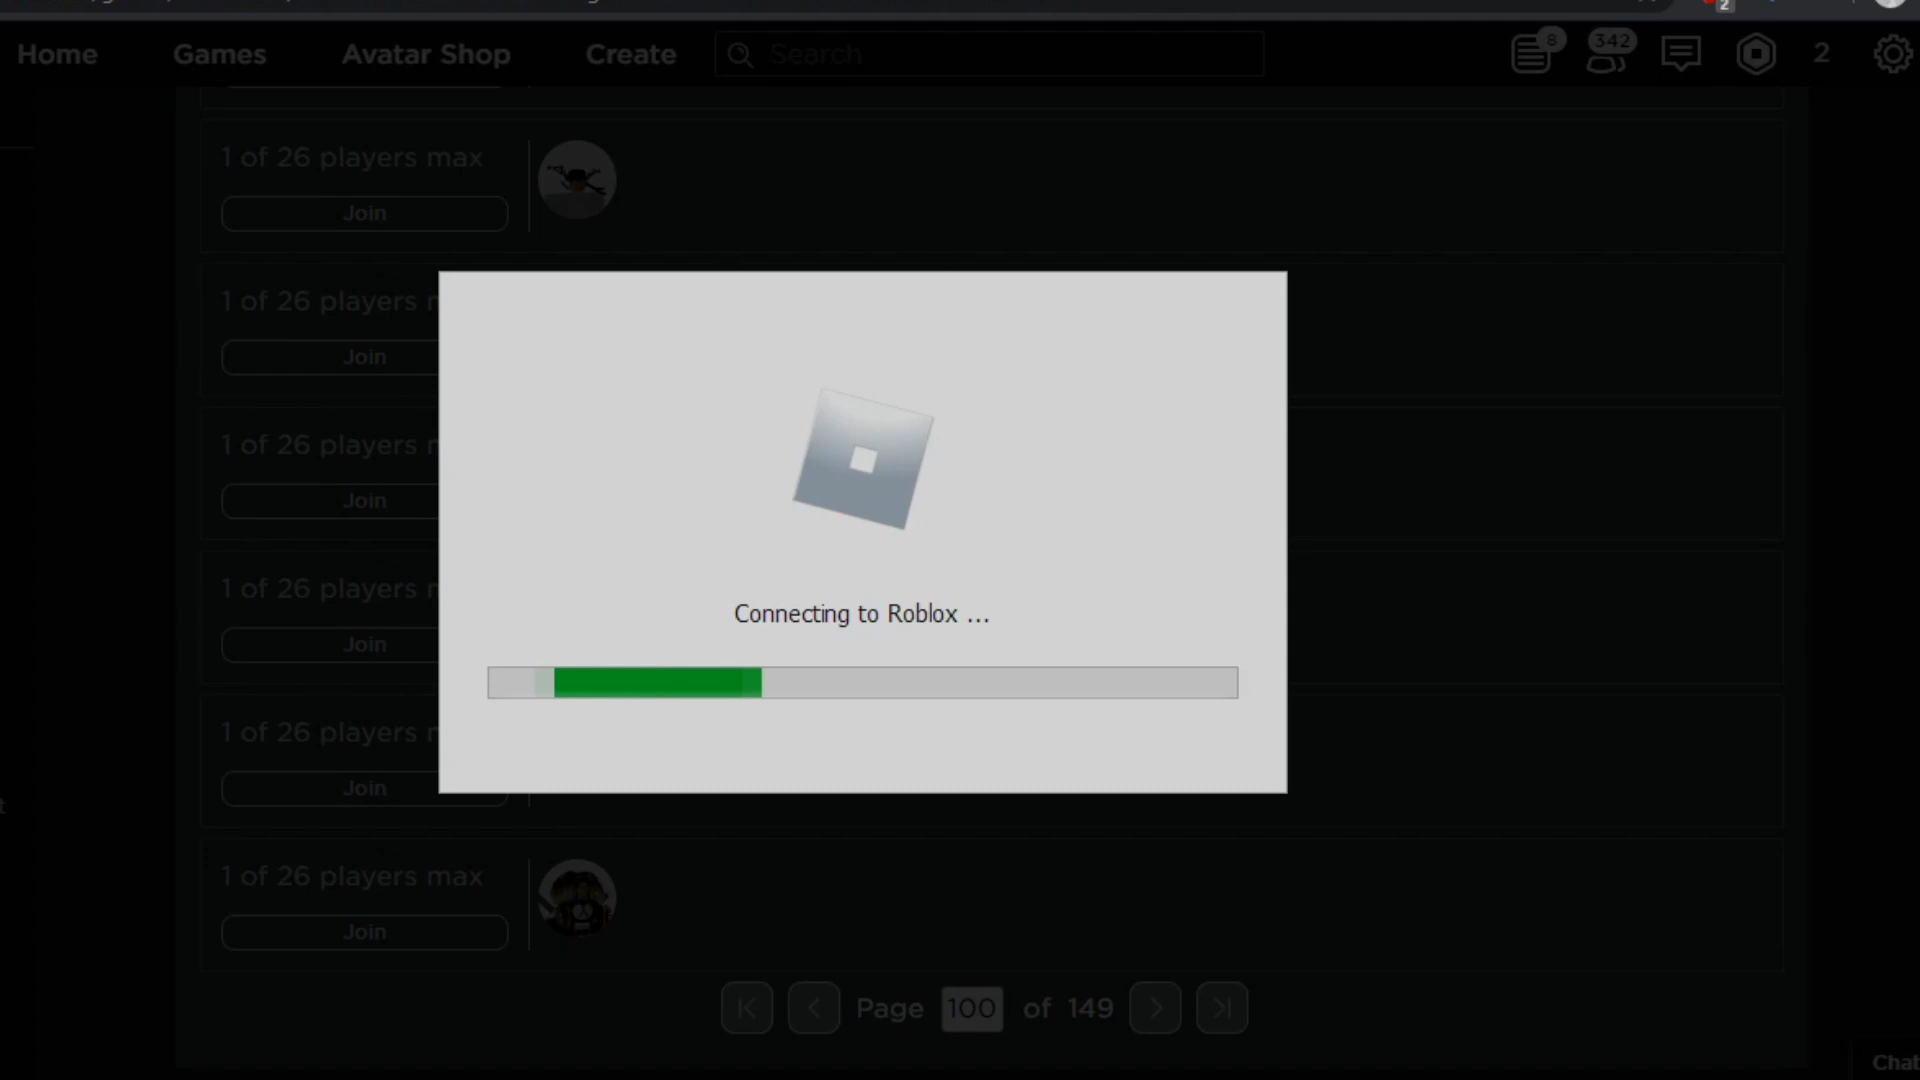 2
Home Games Avatar Shop Create Search 8 342 2
1 of 26 players max
Join
1 of 26 players
Join
1 of 26 players
Join
Connecting to Roblox ...
1 of 26 players
Join
1 of 26 players
Join
1 of 26 players max
Join
Page 100 of 149
Chat